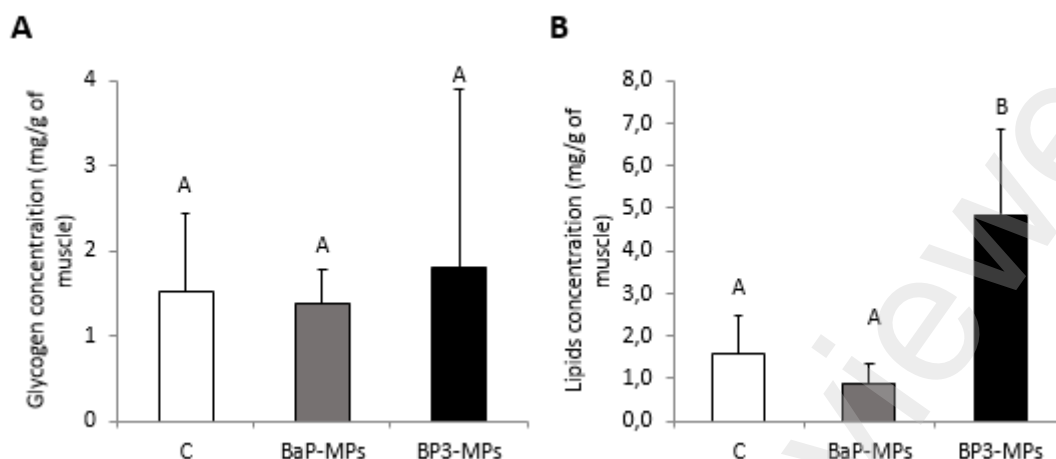 A
B
Glycogen concentraition (mg/g of
muscle)
4
3
2
1
0
A
A
A
C
BaP-MPs
BP3-MPs
Lipids concentration (mg/g of
muscle)
8,0
7,0
6,0
5,0
4,0
3,0
2,0
1,0
0,0
A
A
B
C
BaP-MPs
BP3-MPs
viewe